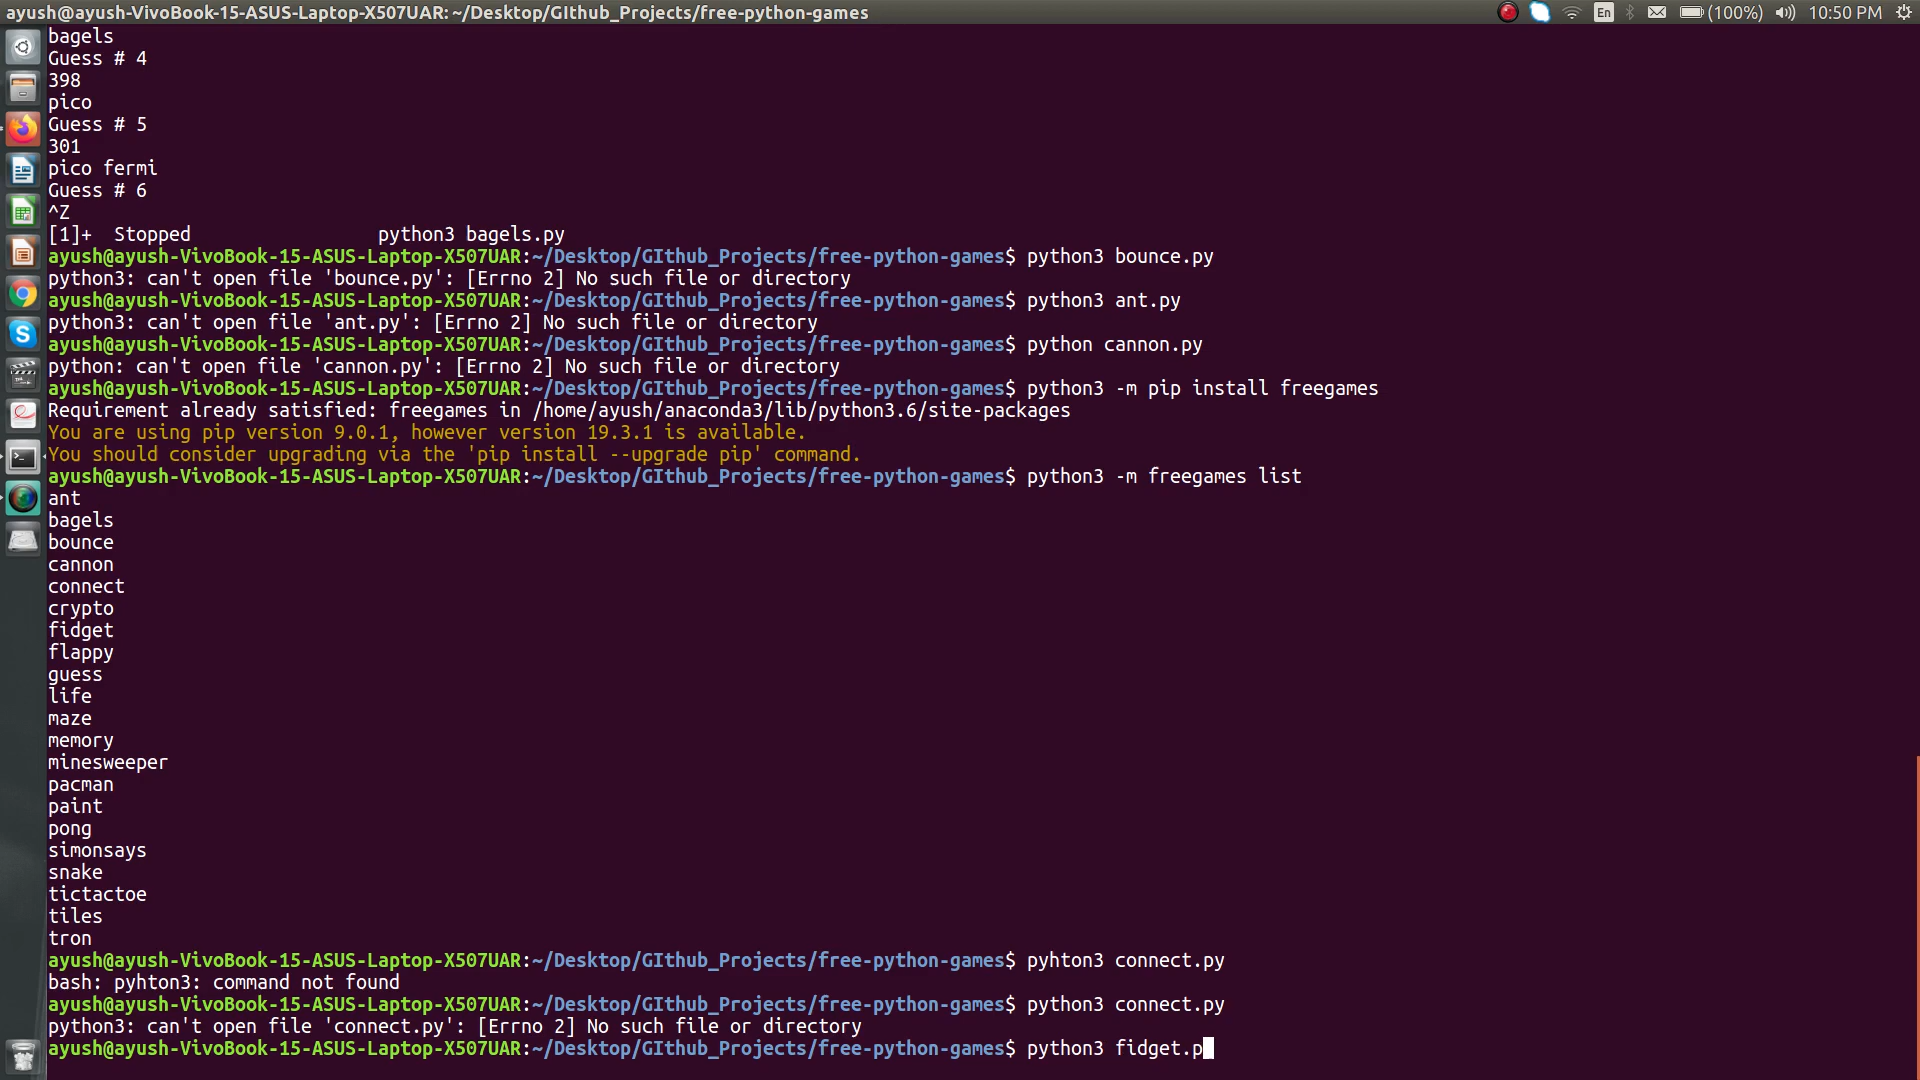 ayush@ayush-VivoBook-15-ASUS-Laptop-X507UAR: ~/Desktop/GIthub_Projects/free-python-games
En
(100%)
10:50 PM
bagels
Guess # 4
398
pico
Guess # 5
301
pico fermi
Guess # 6
^Z
[1]+  Stopped                 python3 bagels.py
ayush@ayush-VivoBook-15-ASUS-Laptop-X507UAR:~/Desktop/GIthub_Projects/free-python-games$ python3 bounce.py
python3: can't open file 'bounce.py': [Errno 2] No such file or directory
ayush@ayush-VivoBook-15-ASUS-Laptop-X507UAR:~/Desktop/GIthub_Projects/free-python-games$ python3 ant.py
python3: can't open file 'ant.py': [Errno 2] No such file or directory
ayush@ayush-VivoBook-15-ASUS-Laptop-X507UAR:~/Desktop/GIthub_Projects/free-python-games$ python cannon.py
python: can't open file 'cannon.py': [Errno 2] No such file or directory
ayush@ayush-VivoBook-15-ASUS-Laptop-X507UAR:~/Desktop/GIthub_Projects/free-python-games$ python3 -m pip install freegames
Requirement already satisfied: freegames in /home/ayush/anaconda3/lib/python3.6/site-packages
You are using pip version 9.0.1, however version 19.3.1 is available.
You should consider upgrading via the 'pip install --upgrade pip' command.
ayush@ayush-VivoBook-15-ASUS-Laptop-X507UAR:~/Desktop/GIthub_Projects/free-python-games$ python3 -m freegames list
ant
bagels
bounce
cannon
connect
crypto
fidget
flappy
guess
life
maze
memory
minesweeper
pacman
paint
pong
simonsays
snake
tictactoe
tiles
tron
ayush@ayush-VivoBook-15-ASUS-Laptop-X507UAR:~/Desktop/GIthub_Projects/free-python-games$ pyhton3 connect.py
bash: pyhton3: command not found
ayush@ayush-VivoBook-15-ASUS-Laptop-X507UAR:~/Desktop/GIthub_Projects/free-python-games$ python3 connect.py
python3: can't open file 'connect.py': [Errno 2] No such file or directory
ayush@ayush-VivoBook-15-ASUS-Laptop-X507UAR:~/Desktop/GIthub_Projects/free-python-games$ python3 fidget.p